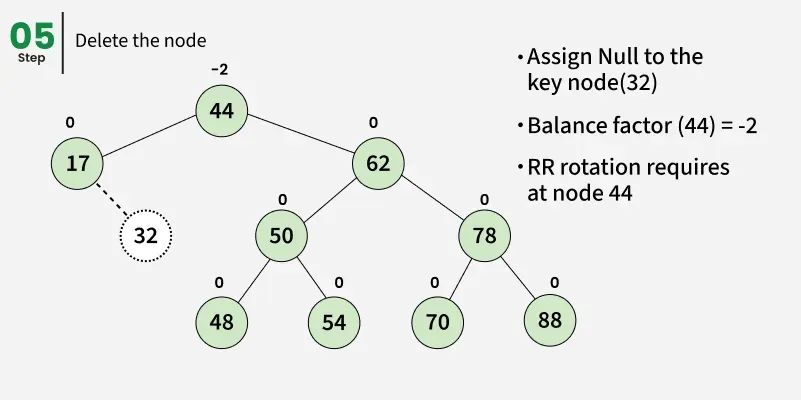 05
Step
Delete the node
• Assign Null to the
key node(32)
• Balance factor (44) = -2
• RR rotation requires
at node 44
-2
44
0
17
0
62
32
0
50
0
78
0
48
0
54
0
70
0
88